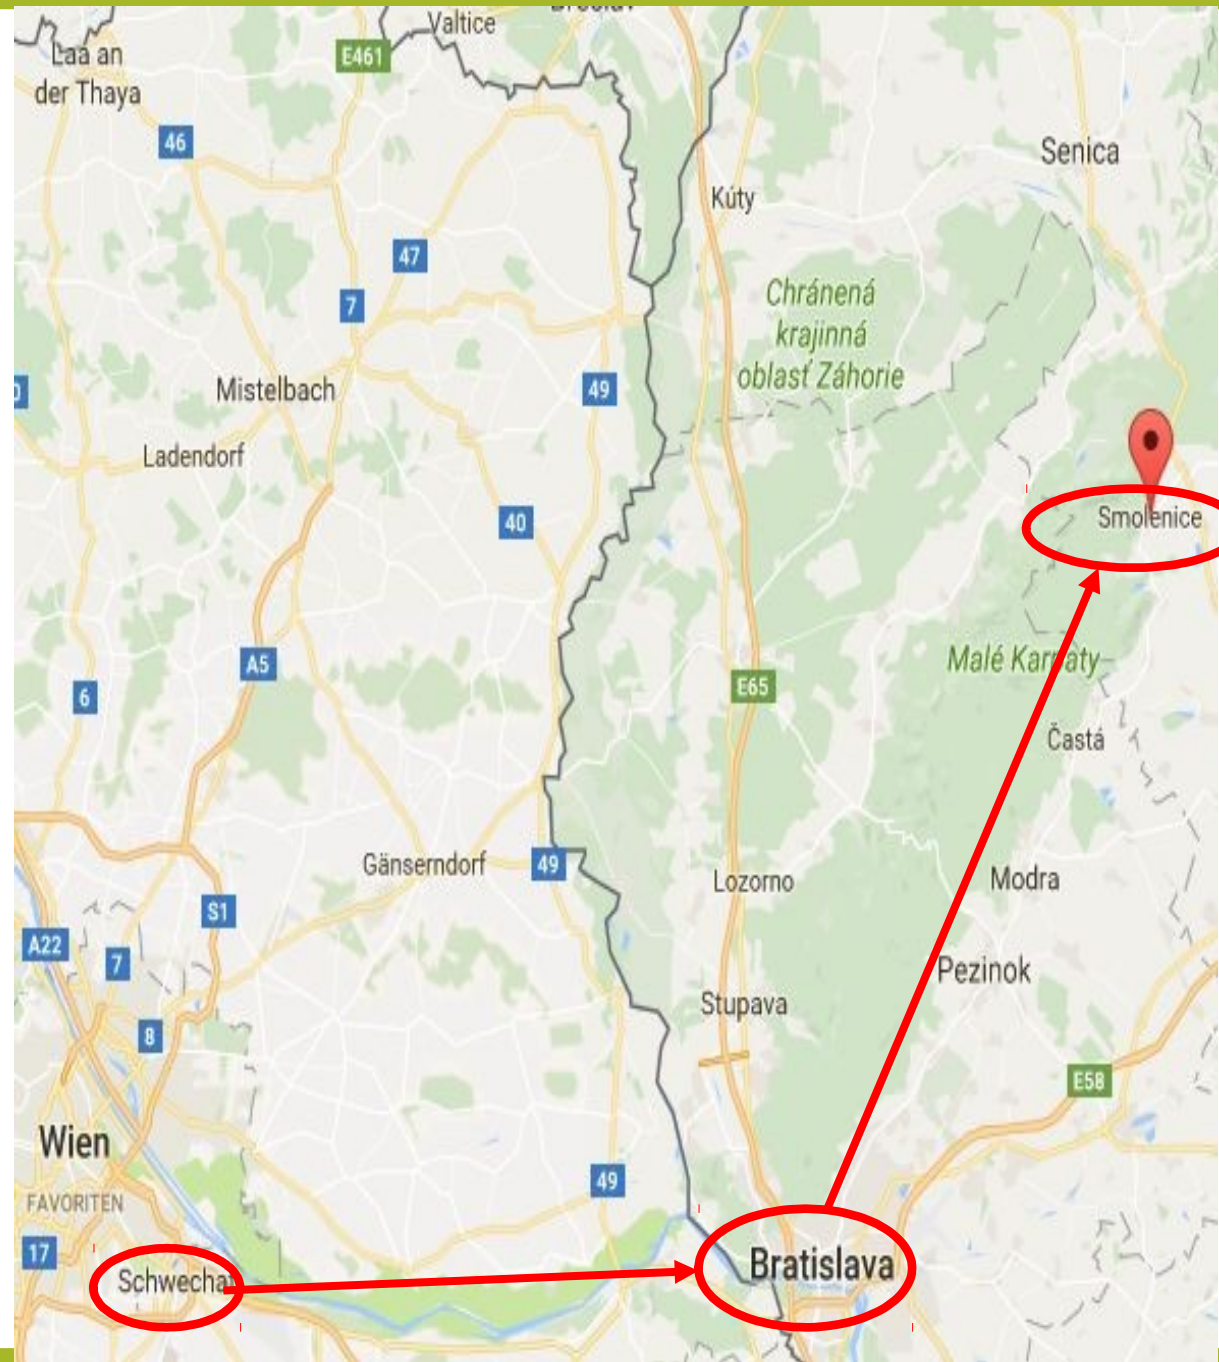 Valtice
E461
Laa an
der Thaya
46
Senica
Kúty
47
7
Chránená
krajinná
oblasť Záhorie
Mistelbach
49
Ladendorf
40
Smolenice
A5
Malé Karpaty
E65
6
Častá
Gänserndorf
49
Lozorno
Modra
S1
A22
7
Pezinok
Stupava
8
E58
Wien
49
FAVORITEN
17
Bratislava
Schwechat